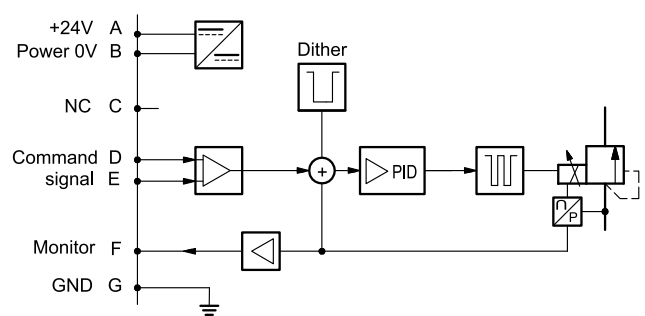 +24V A
Power 0V B
Dither
NC C
Command D
signal E
+
PID
P
Monitor F
GND G